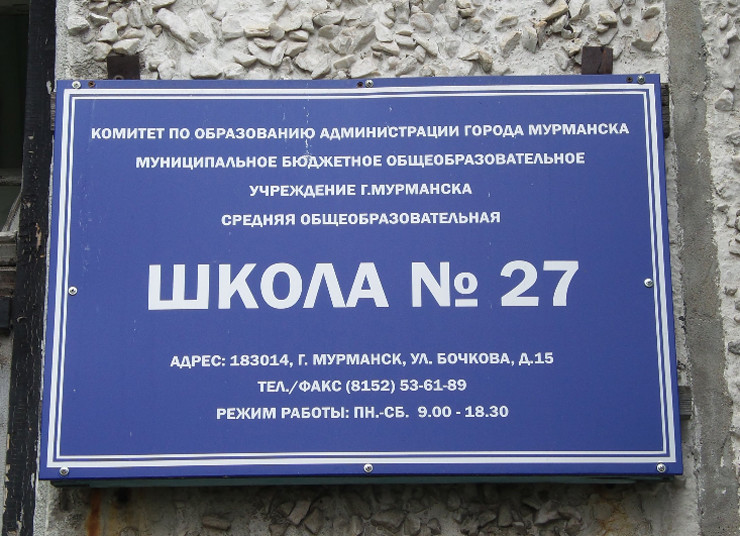 КОМИТЕТ ПО ОБРАЗОВАНИЮ АДМИНИСТРАЦИИ ГОРОДА МУРМАНСКА
МУНИЦИПАЛЬНОЕ БЮДЖЕТНОЕ ОБЩЕОБРАЗОВАТЕЛЬНОЕ
УЧРЕЖДЕНИЕ Г.МУРМАНСКА
СРЕДНЯЯ ОБЩЕОБРАЗОВАТЕЛЬНАЯ
ШКОЛА № 27
АДРЕС: 183014, Г. МУРМАНСК, УЛ. БОЧКОВА, Д.15
ТЕЛ./ФАКС (8152) 53-61-89
РЕЖИМ РАБОТЫ: ПН.-СБ. 9.00 - 18.30